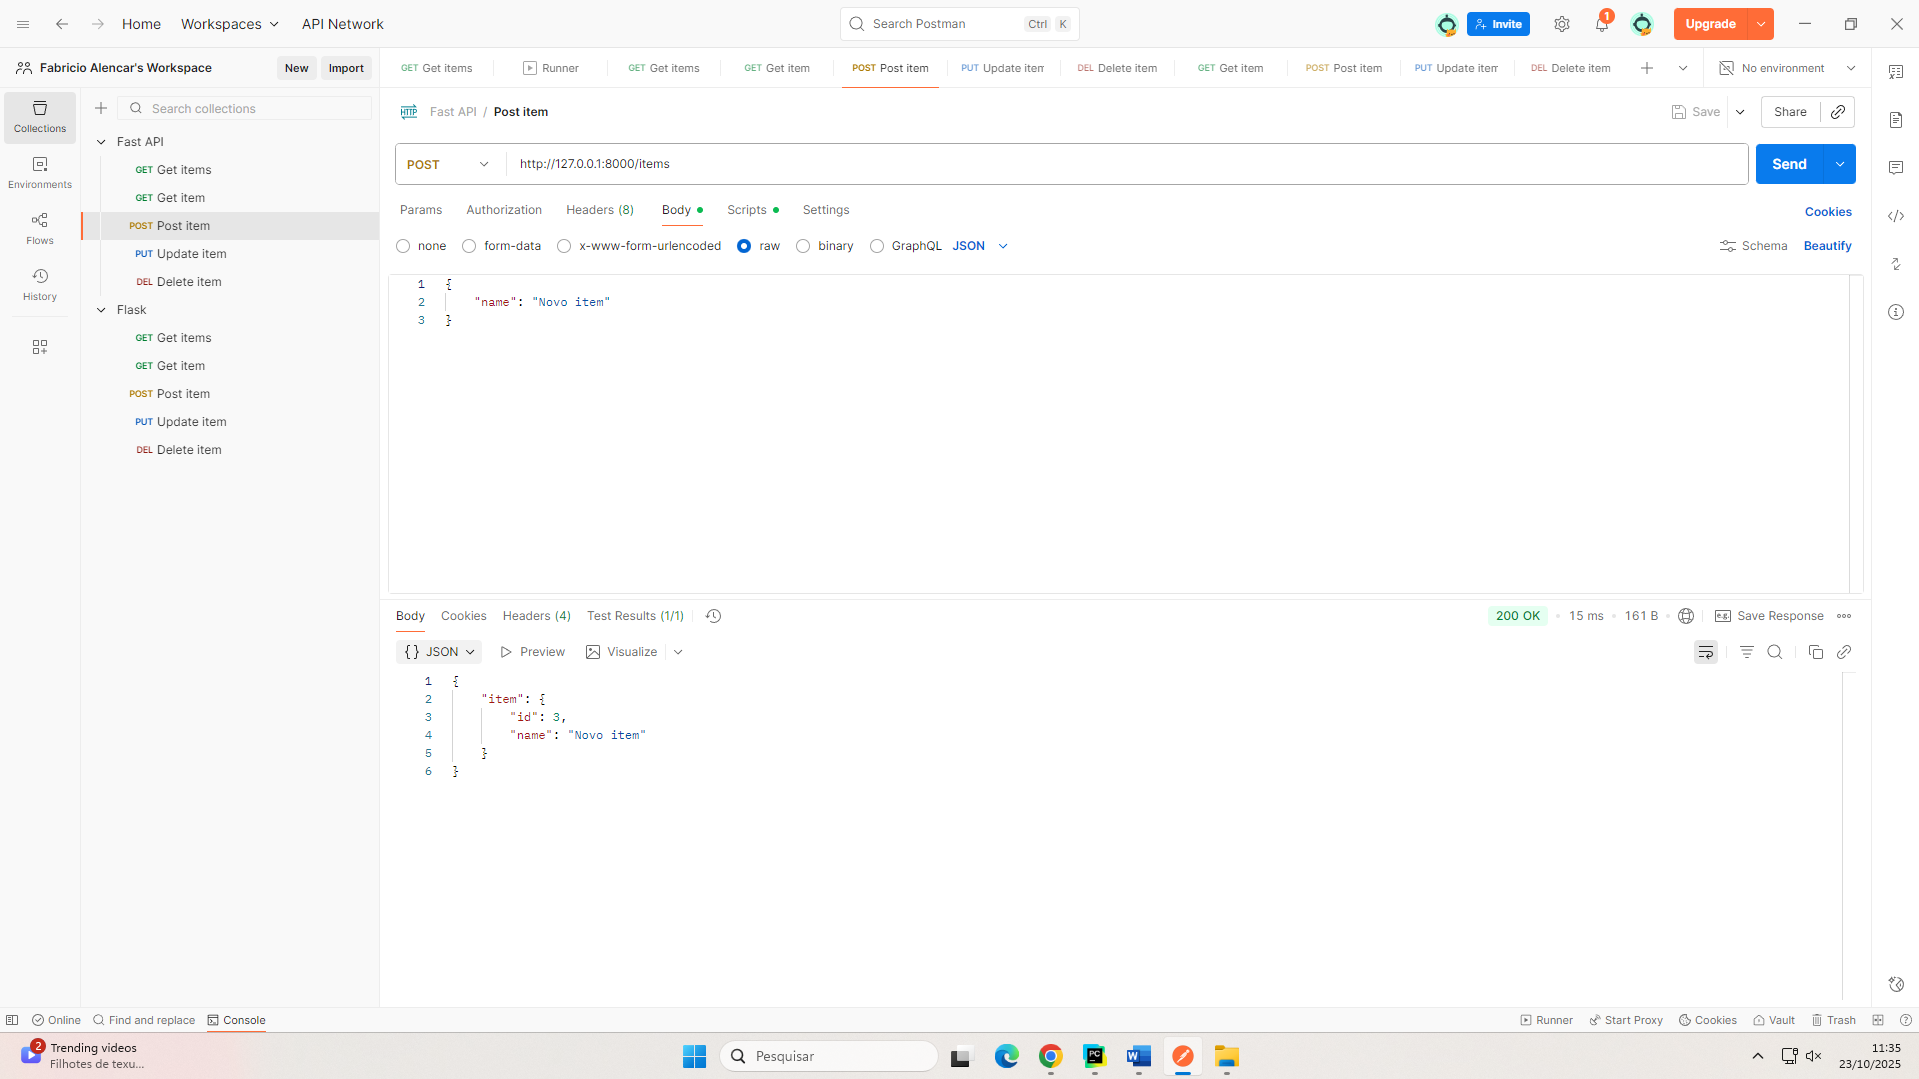 Home
Workspaces
API Network
Search Postman
Ctrl K
Invite
1
Upgrade
Fabricio Alencar's Workspace
New
Import
GET Get items
Runner
GET Get items
GET Get item
POST Post item
PUT Update item
DEL Delete item
GET Get item
POST Post item
PUT Update item
DEL Delete item
No environment
Collections
Environments
Flows
History
Search collections
Fast API
GET Get items
GET Get item
POST Post item
PUT Update item
DEL Delete item
Flask
GET Get items
GET Get item
POST Post item
PUT Update item
DEL Delete item
HTTP
Fast API / Post item
Save
Share
POST
http://127.0.0.1:8000/items
Send
Params
Authorization
Headers (8)
Body
Scripts
Settings
Cookies
none
form-data
x-www-form-urlencoded
raw
binary
GraphQL
JSON
Schema
Beautify
1 {
2 "name": "Novo item"
3 }
Body
Cookies
Headers (4)
Test Results (1/1)
200 OK
15 ms
161 B
e.g.
Save Response
{} JSON
Preview
Visualize
1 {
2 "item": {
3 "id": 3,
4 "name": "Novo item"
5 }
6 }
Online
Find and replace
Console
Runner
Start Proxy
Cookies
Vault
Trash
2
Trending videos
Filhotes de texu...
Pesquisar
PC
W
11:35
23/10/2025